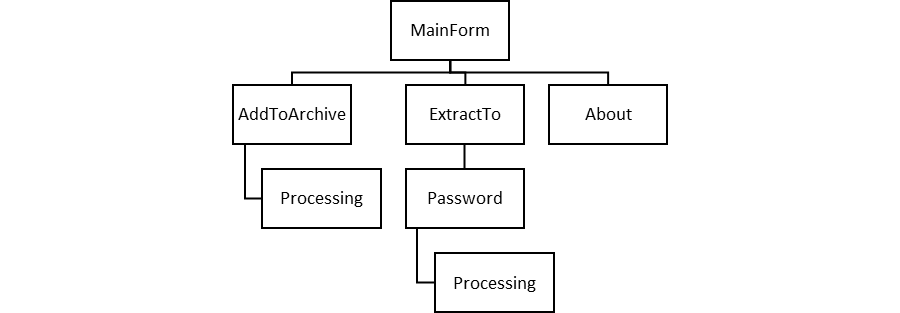 MainForm
AddToArchive
ExtractTo
About
Processing
Password
Processing